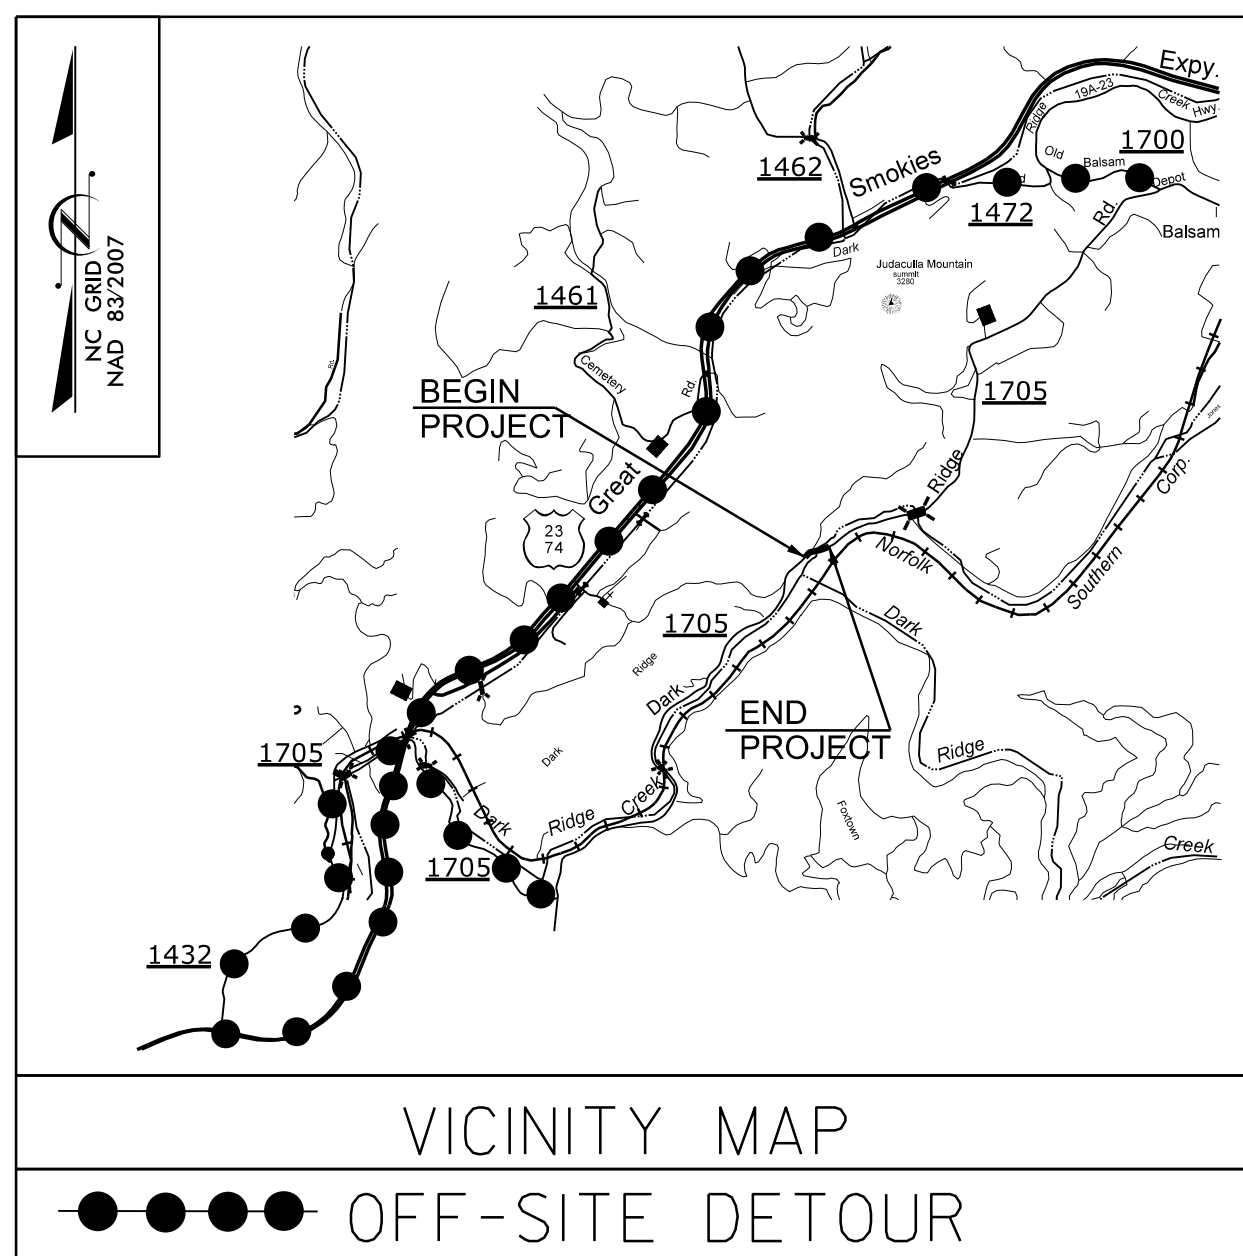 NC GRID
NAD 83/2007
Expy.
19A-23
Creek
Hwy.
Ridge
1700
Old
Balsam
Depot
1462
Smokies
1472
Rd.
Balsam
Dark
Judaculla Mountain
summit
3280
1461
Rd.
Cemetery
Rd.
BEGIN
PROJECT
1705
Jones
Great
Ridge
Corp.
23
74
Norfolk
Southern
1705
Dark
Ridge
Dark
END
PROJECT
Ridge
1705
Dark
Creek
Foxtown
Dark
Ridge
1705
Creek
1432
VICINITY MAP
OFF-SITE DETOUR